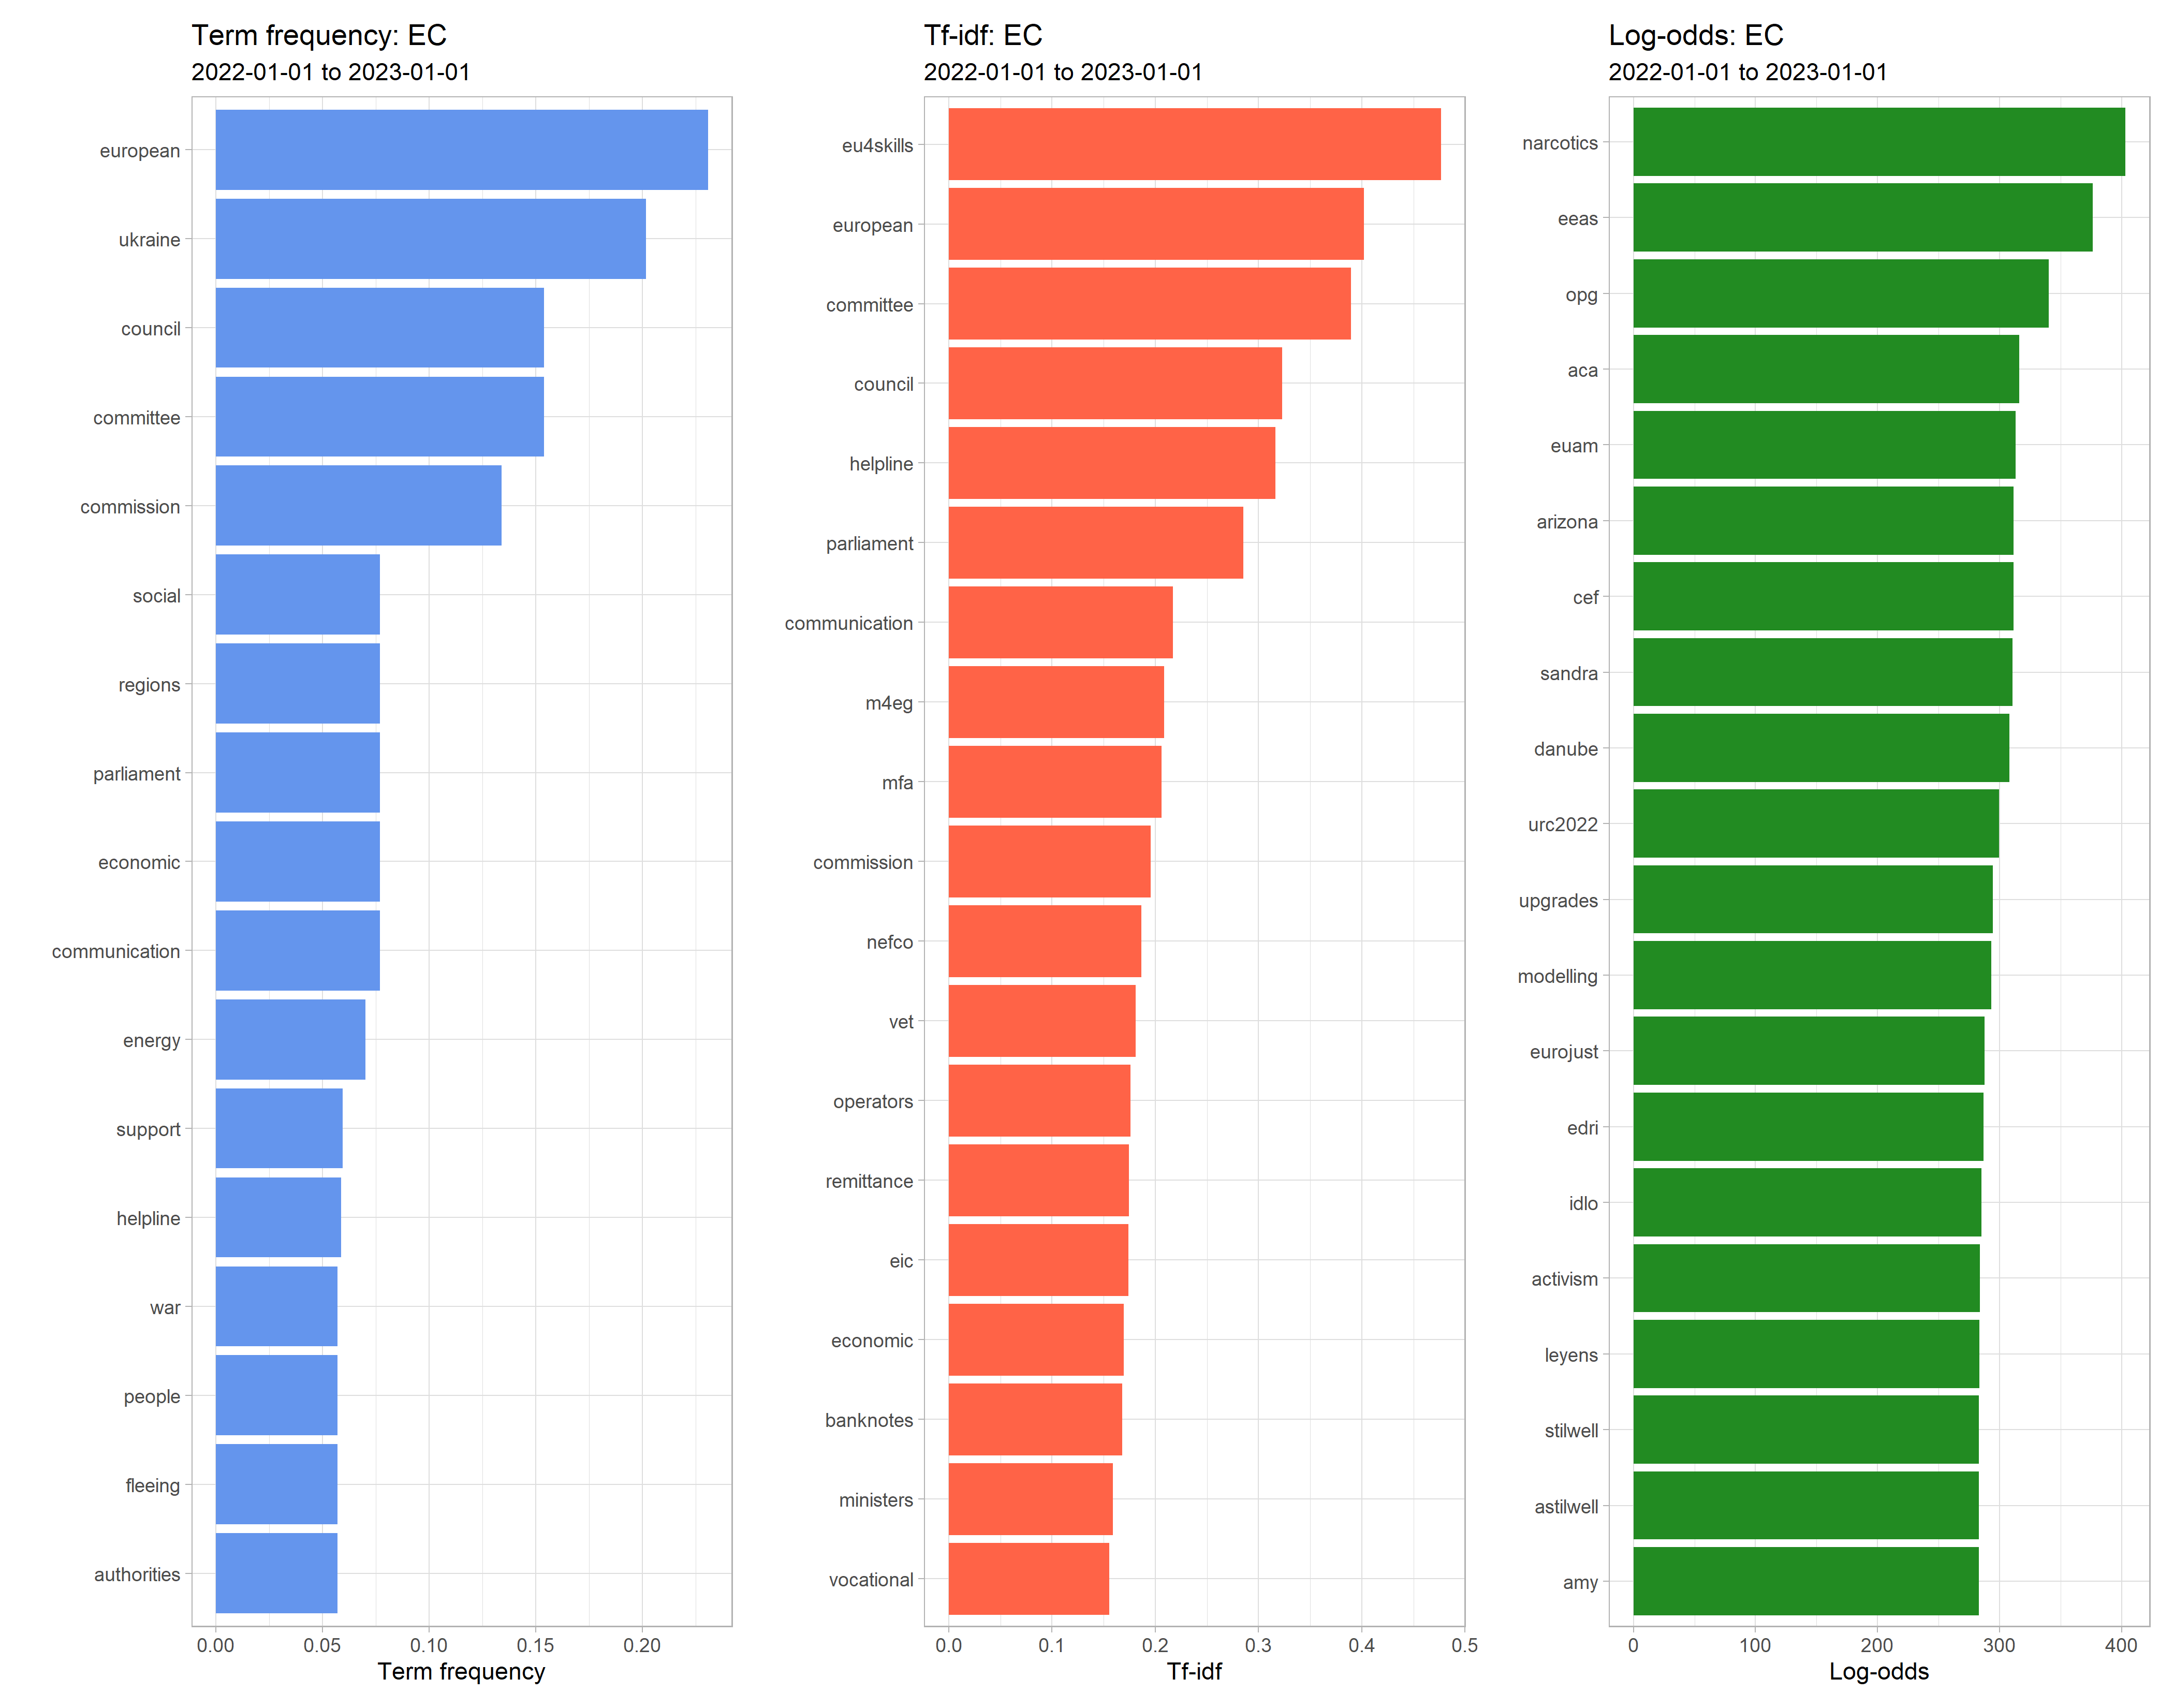 Term frequency: EC
2022-01-01 to 2023-01-01
european
ukraine
council
committee
commission
social
regions
parliament
economic
communication
energy
support
helpline
war
people
fleeing
authorities
0.00 0.05 0.10 0.15 0.20
Term frequency
Tf-idf: EC
2022-01-01 to 2023-01-01
eu4skills
european
committee
council
helpline
parliament
communication
m4eg
mfa
commission
nefco
vet
operators
remittance
eic
economic
banknotes
ministers
vocational
0.0 0.1 0.2 0.3 0.4 0.5
Tf-idf
Log-odds: EC
2022-01-01 to 2023-01-01
narcotics
eeas
opg
aca
euam
arizona
cef
sandra
danube
urc2022
upgrades
modelling
eurojust
edri
idlo
activism
leyens
stilwell
astilwell
amy
0 100 200 300 400
Log-odds